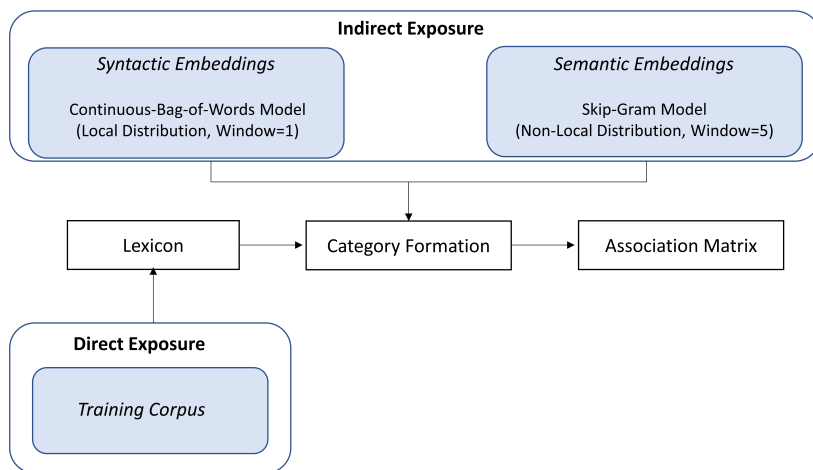 Indirect Exposure
Syntactic Embeddings
Continuous-Bag-of-Words Model
(Local Distribution, Window=1)
Semantic Embeddings
Skip-Gram Model
(Non-Local Distribution, Window=5)
Lexicon
Category Formation
Association Matrix
Direct Exposure
Training Corpus